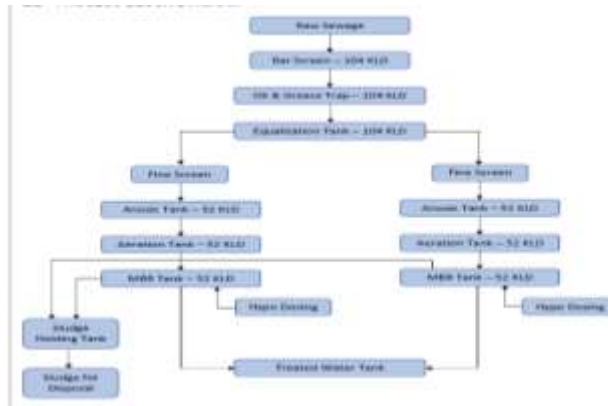 Raw Sewage
Bar Screen – 104 KLD
Oil & Grease Trap – 104 KLD
Equalisation Tank – 104 KLD
Fine Screen
Fine Screen
Anoxic Tank – 52 KLD
Anoxic Tank – 52 KLD
Aeration Tank – 52 KLD
Aeration Tank – 52 KLD
MBR Tank – 52 KLD
MBR Tank – 52 KLD
Hypo Dosing
Hypo Dosing
Sludge
Holding Tank
Treated Water Tank
Sludge for
Disposal